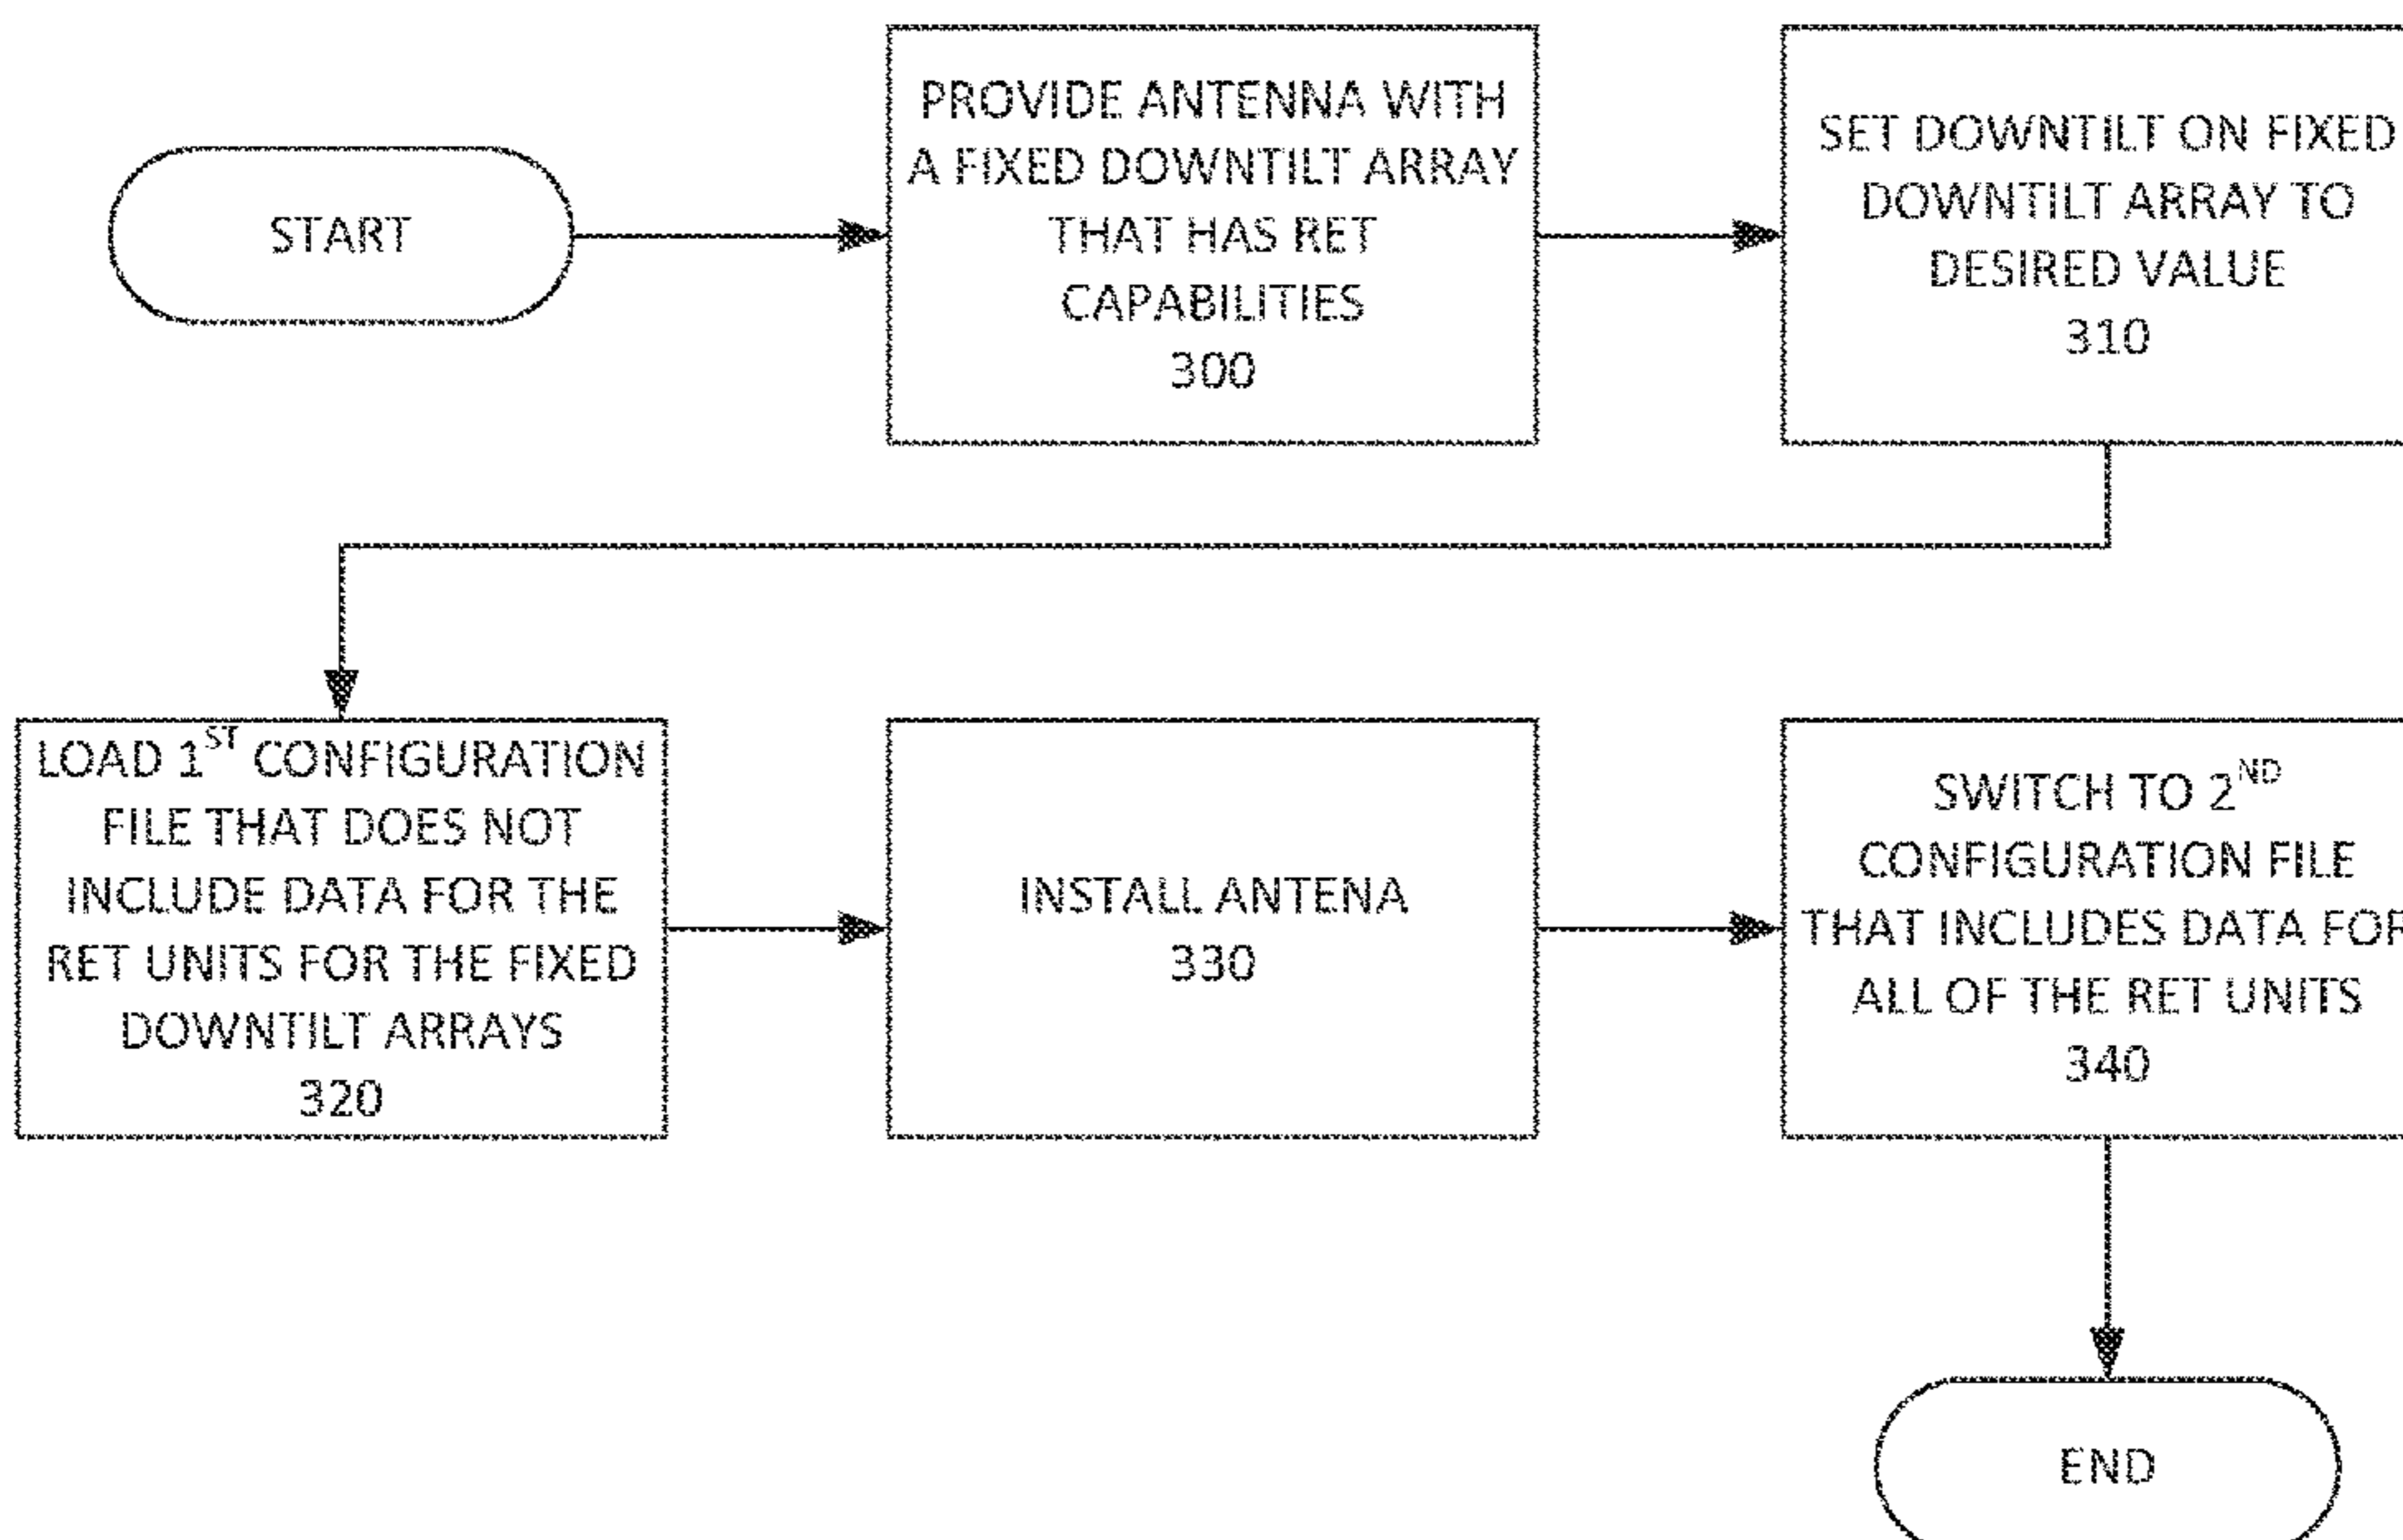 START
PROVIDE ANTENNA WITH
A FIXED DOWNTILT ARRAY
THAT HAS RET
CAPABILITIES
300
SET DOWNTILT ON FIXED
DOWNTILT ARRAY TO
DESIRED VALUE
310
LOAD 1ST CONFIGURATION
FILE THAT DOES NOT
INCLUDE DATA FOR THE
RET UNITS FOR THE FIXED
DOWNTILT ARRAYS
320
INSTALL ANTENA
330
SWITCH TO 2ND
CONFIGURATION FILE
THAT INCLUDES DATA FOR
ALL OF THE RET UNITS
340
END